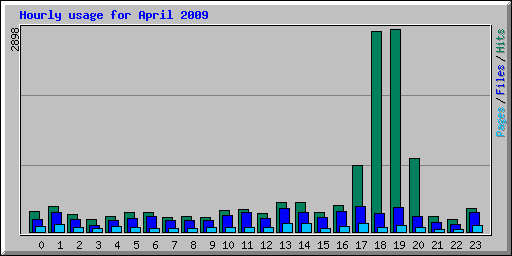 Hourly usage for April 2009
2898
Pages / Files / Hits
0 1 2 3 4 5 6 7 8 9 10 11 12 13 14 15 16 17 18 19 20 21 22 23